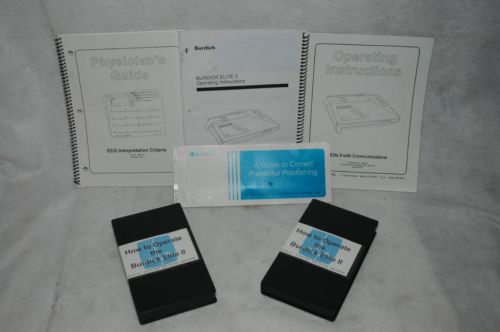 Physician's
Guide
ECG Interpretation Criteria
Burdick
BURDICK ELITE II
Operating Instructions
Operating
Instructions
Elite II with Communications
Burdick
A Guide to Correct
Precordial Positioning
How to Operate
the
Burdick Elite II
How to Operate
the
Burdick Elite II